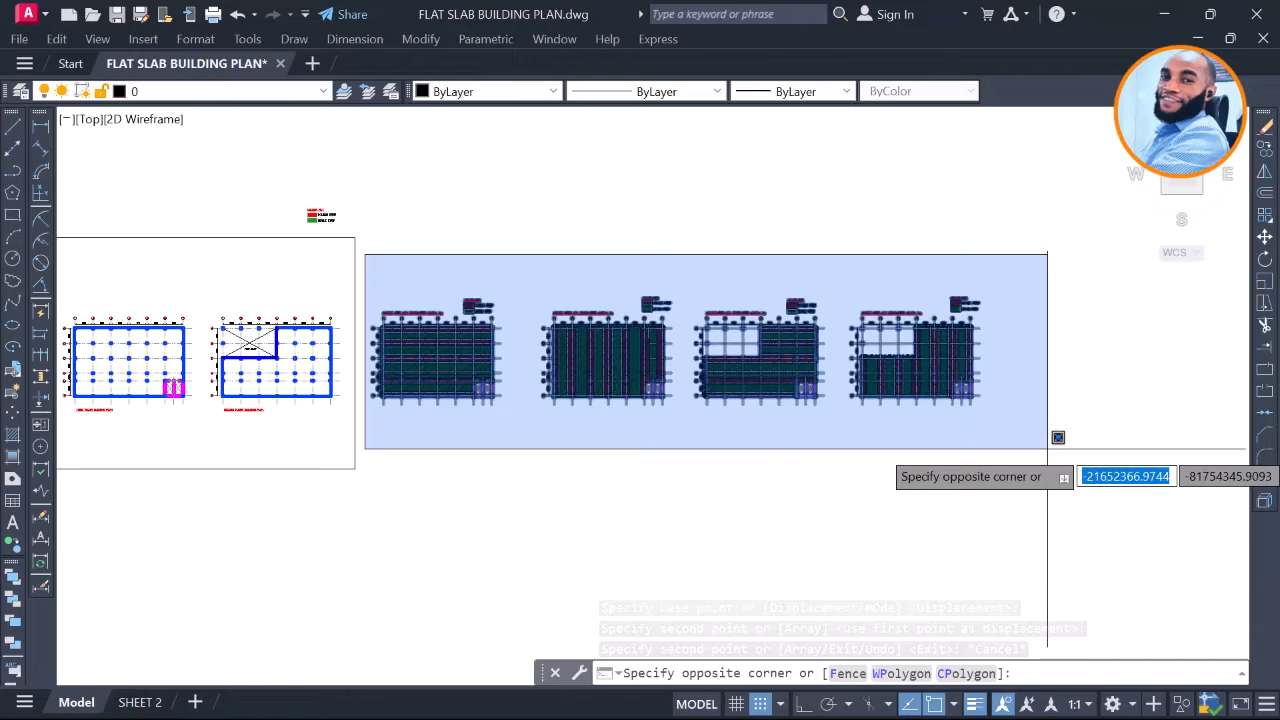 Share
FLAT SLAB BUILDING PLAN.dwg
Type a keyword or phrase
Sign In
File Edit View Insert Format Tools Draw Dimension Modify Parametric Window Help Express
Start
FLAT SLAB BUILDING PLAN*
0
ByLayer
ByLayer
ByLayer
ByColor
[−][Top][2D Wireframe]
W
E
S
WCS
Specify opposite corner or
-21652366.9744
-81754345.9093
Specify base point or [Displacement/mOde] <Displacement>:
Specify second point or [Array] <use first point as displacement>:
Specify second point or [Array/Exit/Undo] <Exit>: *Cancel*
Specify opposite corner or [Fence WPolygon CPolygon]:
Model
SHEET 2
MODEL
1:1